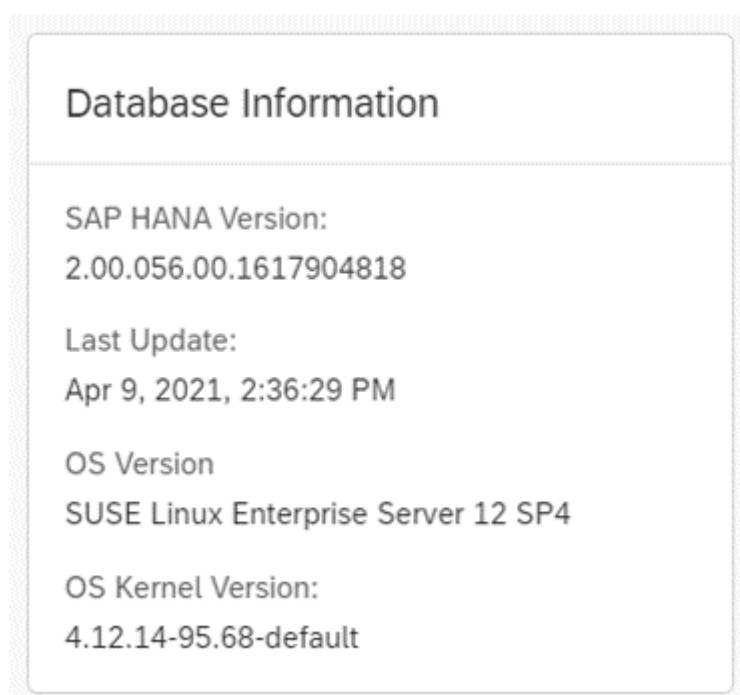 Database Information
SAP HANA Version:
2.00.056.00.1617904818
Last Update:
Apr 9, 2021, 2:36:29 PM
OS Version
SUSE Linux Enterprise Server 12 SP4
OS Kernel Version:
4.12.14-95.68-default